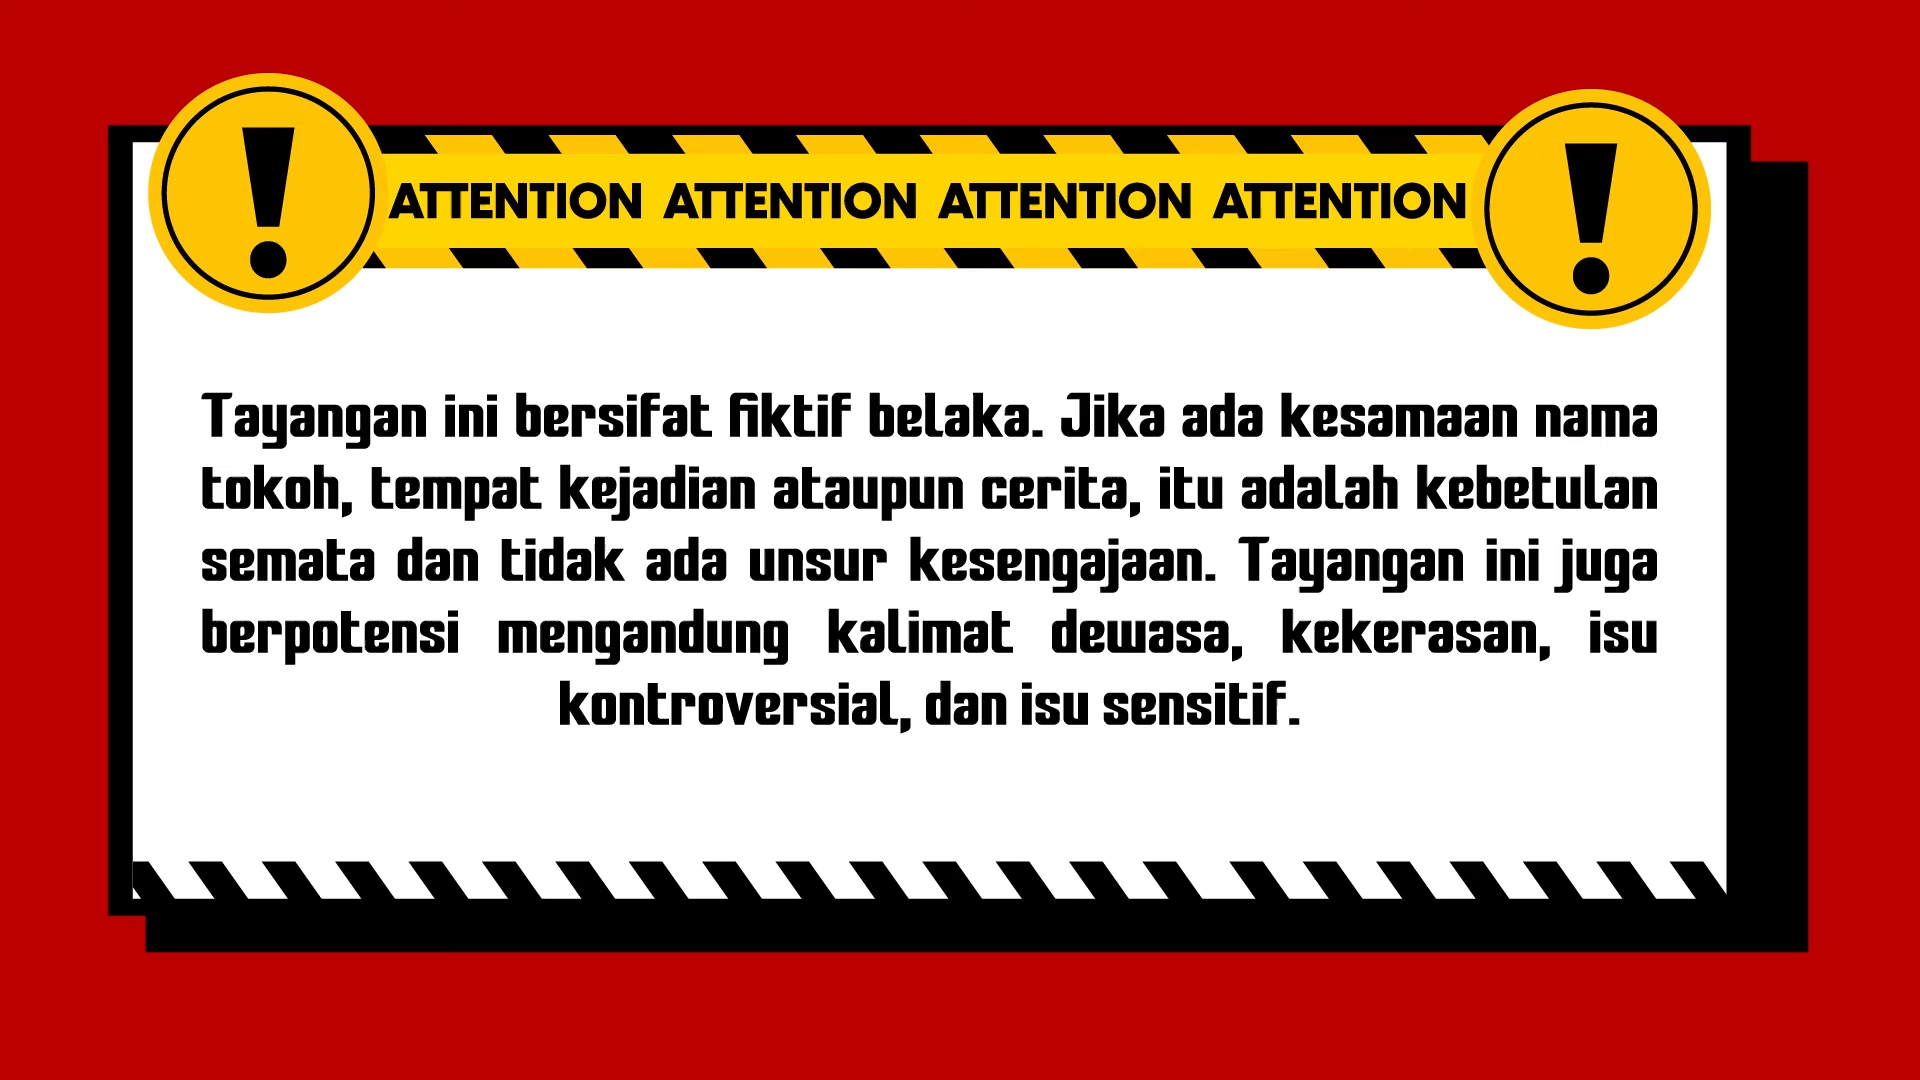 ATTENTION ATTENTION ATTENTION ATTENTION
Tayangan ini bersifat fiktif belaka. Jika ada kesamaan nama
tokoh, tempat kejadian ataupun cerita, itu adalah kebetulan
semata dan tidak ada unsur kesengajaan. Tayangan ini juga
berpotensi mengandung kalimat dewasa, kekerasan, isu
kontroversial, dan isu sensitif.